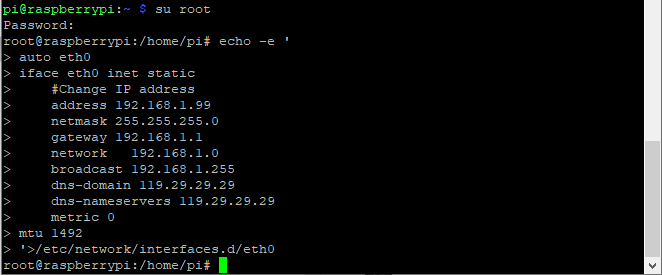 pi@raspberrypi:~ $ su root
Password:
root@raspberrypi:/home/pi# echo -e '
> auto eth0
> iface eth0 inet static
>     #Change IP address
>     address 192.168.1.99
>     netmask 255.255.255.0
>     gateway 192.168.1.1
>     network   192.168.1.0
>     broadcast 192.168.1.255
>     dns-domain 119.29.29.29
>     dns-nameservers 119.29.29.29
>     metric 0
> mtu 1492
> '>/etc/network/interfaces.d/eth0
root@raspberrypi:/home/pi#